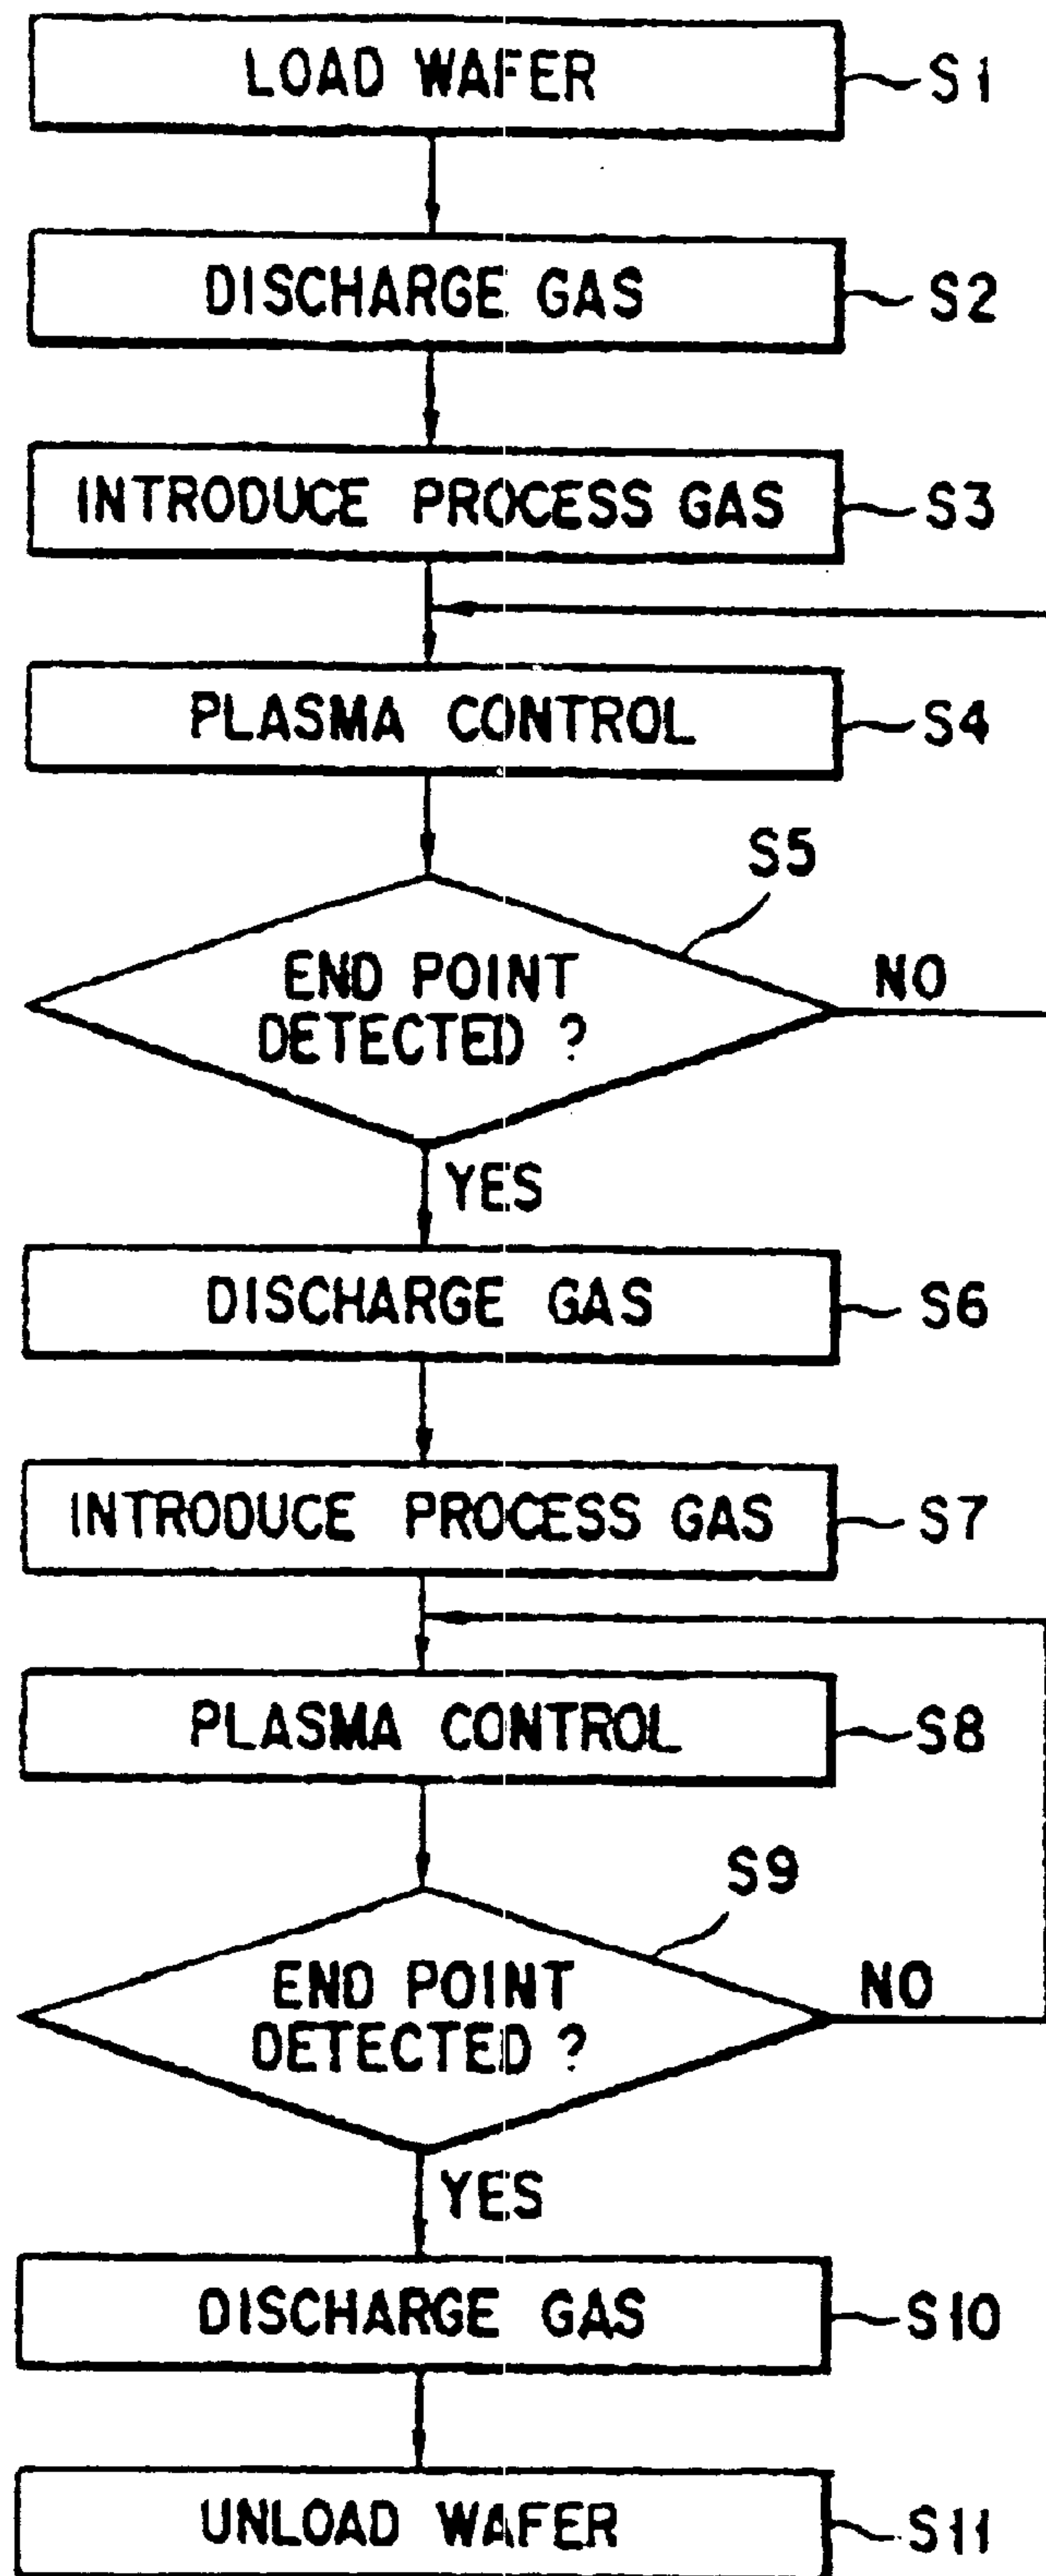 LOAD WAFER
S1
DISCHARGE GAS
S2
INTRODUCE PROCESS GAS
S3
PLASMA CONTROL
S4
S5
END POINT
DETECTED ?
NO
YES
DISCHARGE GAS
S6
INTRODUCE PROCESS GAS
S7
PLASMA CONTROL
S8
S9
END POINT
DETECTED ?
NO
YES
DISCHARGE GAS
S10
UNLOAD WAFER
S11